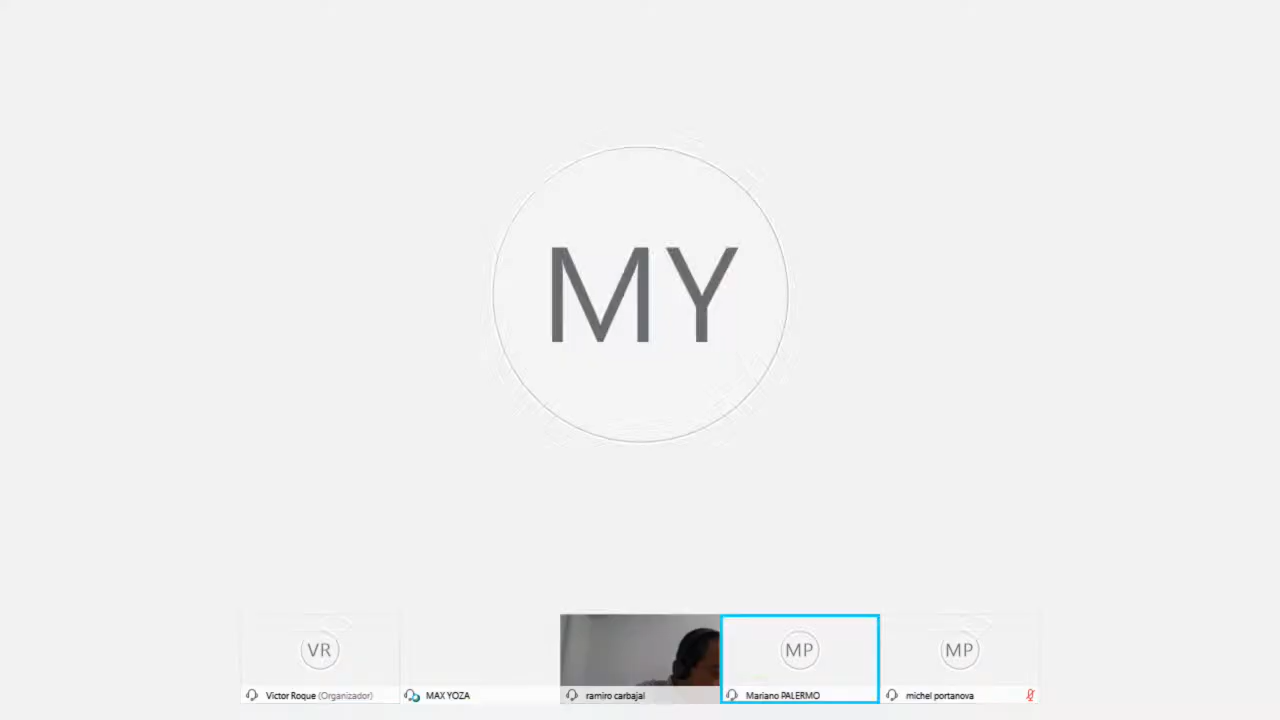 MY
VR
MP
MP
Victor Roque (Organizador)
MAX YOZA
ramiro carbajal
Mariano PALERMO
michel portanova